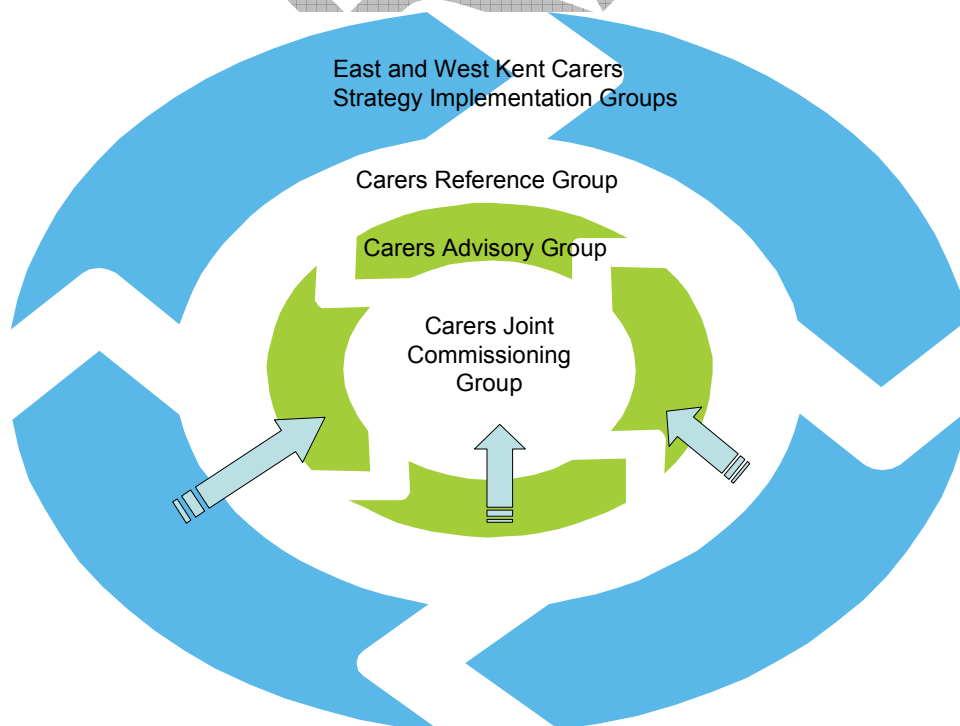 East and West Kent Carers
Strategy Implementation Groups
Carers Reference Group
Carers Advisory Group
Carers Joint
Commissioning
Group